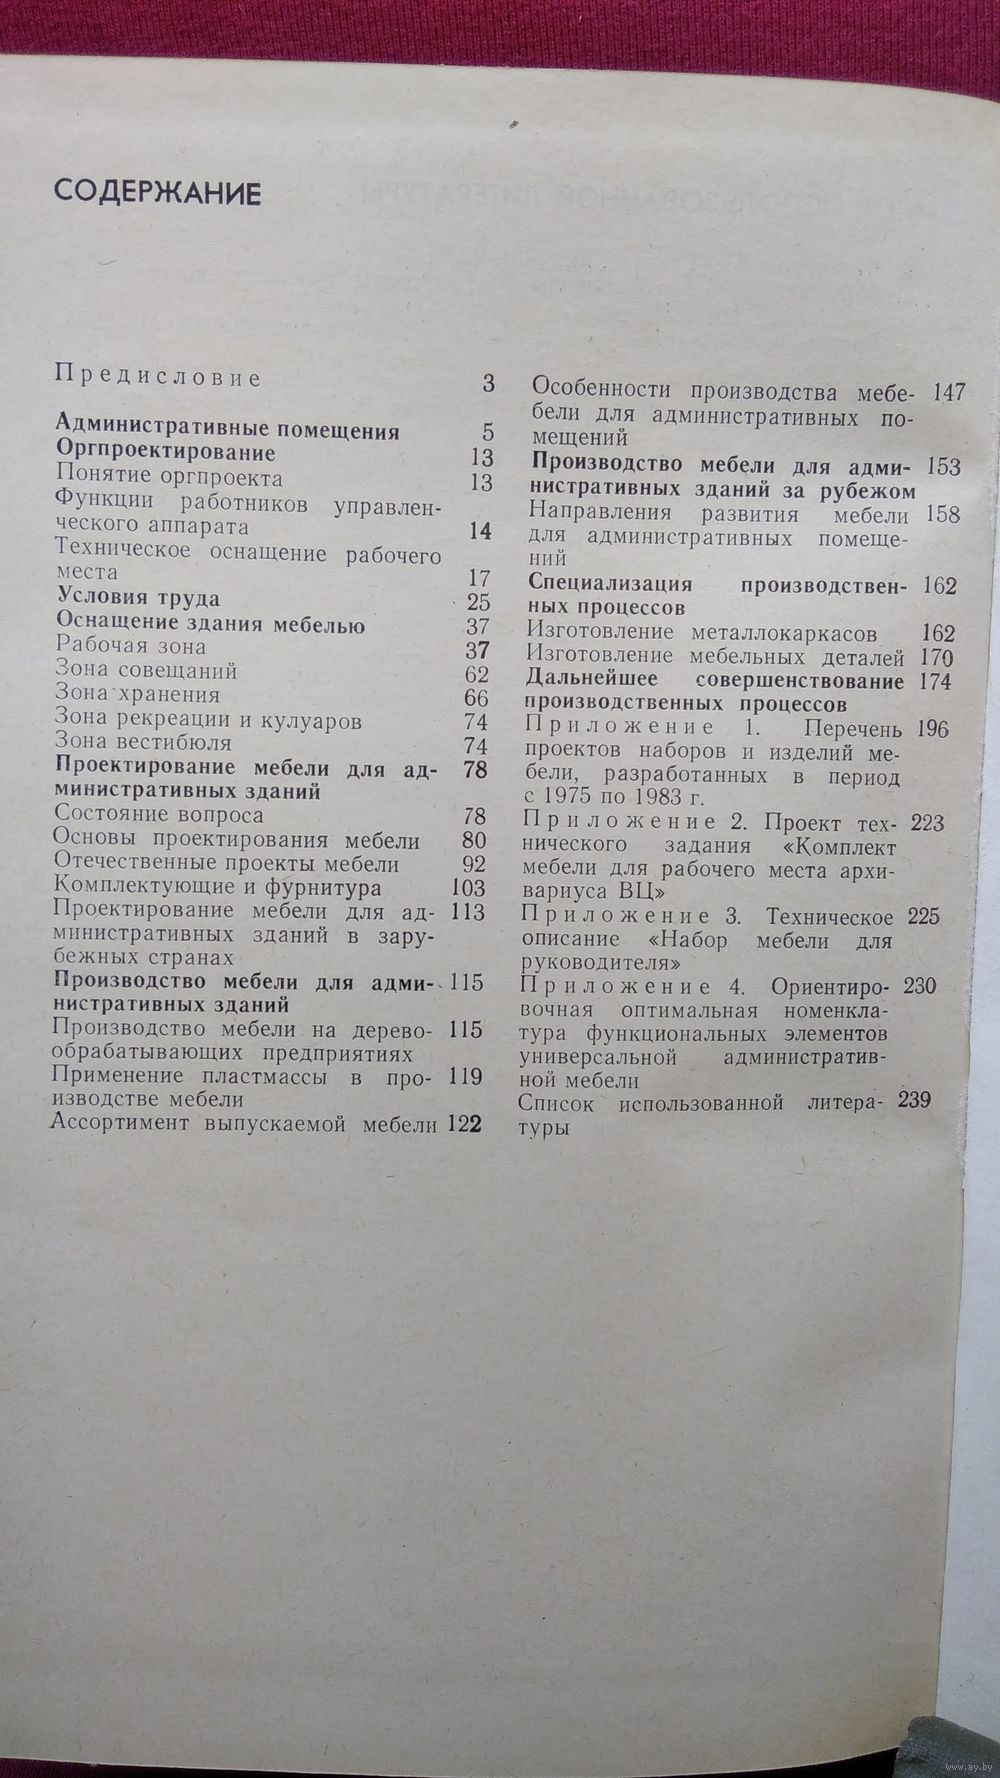 СОДЕРЖАНИЕ
Предисловие 3
Административные помещения 5
Оргпроектирование 13
Понятие оргпроекта 13
Функции работников управлен-
ческого аппарата 14
Техническое оснащение рабочего
места 17
Условия труда 25
Оснащение здания мебелью 37
Рабочая зона 37
Зона совещаний 62
Зона хранения 66
Зона рекреации и кулуаров 74
Зона вестибюля 74
Проектирование мебели для ад- 78
министративных зданий
Состояние вопроса 78
Основы проектирования мебели 80
Отечественные проекты мебели 92
Комплектующие и фурнитура 103
Проектирование мебели для ад- 113
министративных зданий в зару-
бежных странах
Производство мебели для адми- 115
нистративных зданий
Производство мебели на дерево- 115
обрабатывающих предприятиях
Применение пластмассы в про- 119
изводстве мебели
Ассортимент выпускаемой мебели 122
Особенности производства мебе- 147
бели для административных по-
мещений
Производство мебели для адми- 153
нистративных зданий за рубежом
Направления развития мебели 158
для административных помеще-
ний
Специализация производствен- 162
ных процессов
Изготовление металлокаркасов 162
Изготовление мебельных деталей 170
Дальнейшее совершенствование 174
производственных процессов
Приложение 1. Перечень 196
проектов наборов и изделий ме-
бели, разработанных в период
с 1975 по 1983 г.
Приложение 2. Проект тех- 223
нического задания «Комплект
мебели для рабочего места архи-
вариуса ВЦ»
Приложение 3. Техническое 225
описание «Набор мебели для
руководителя»
Приложение 4. Ориентиро- 230
вочная оптимальная номенкла-
тура функциональных элементов
универсальной административ-
ной мебели
Список использованной литера- 239
туры
www.ay.by